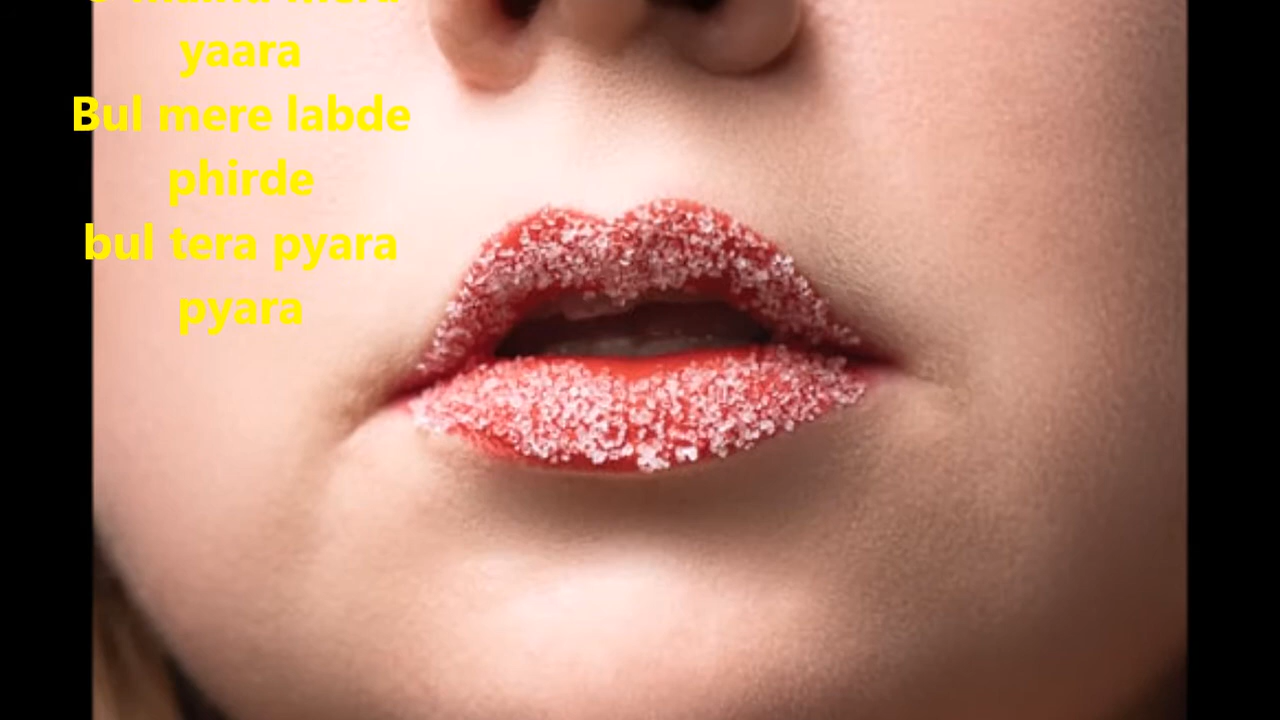 yaara
Bul mere labde
phirde
bul tera pyara
pyara